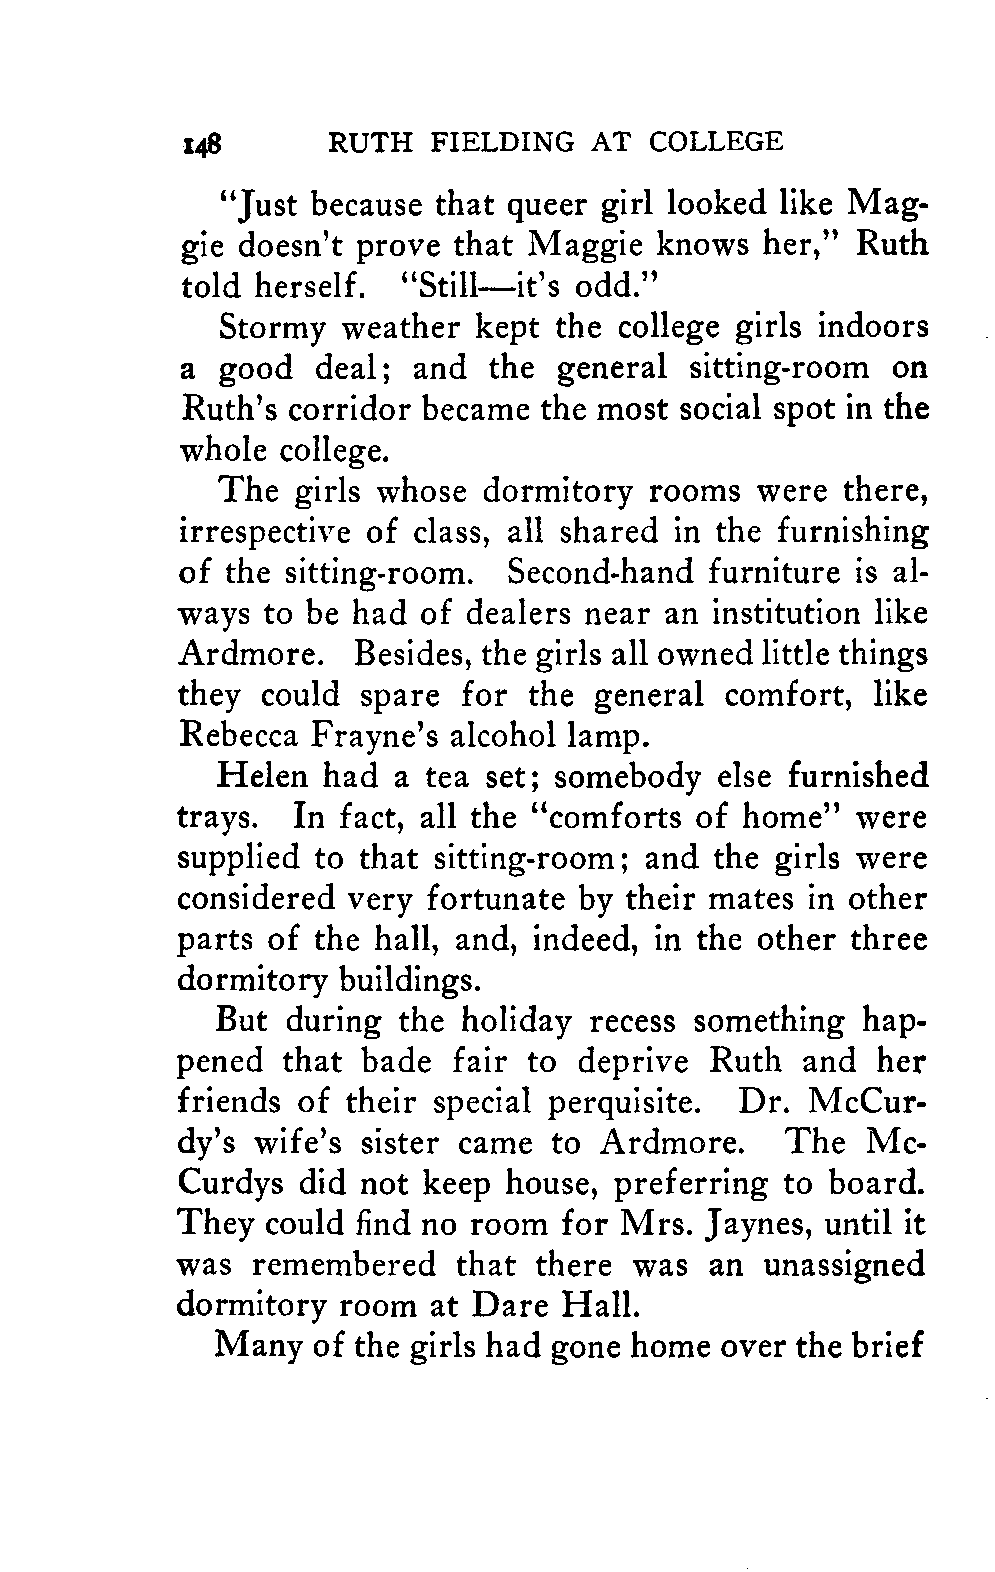 148 RUTH FIELDING AT COLLEGE
"Just because that queer girl looked like Mag-
gie doesn't prove that Maggie knows her," Ruth
told herself. "Still—it's odd."
Stormy weather kept the college girls indoors
a good deal; and the general sitting-room on
Ruth's corridor became the most social spot in the
whole college.
The girls whose dormitory rooms were there,
irrespective of class, all shared in the furnishing
of the sitting-room. Second-hand furniture is al-
ways to be had of dealers near an institution like
Ardmore. Besides, the girls all owned little things
they could spare for the general comfort, like
Rebecca Frayne's alcohol lamp.
Helen had a tea set; somebody else furnished
trays. In fact, all the "comforts of home" were
supplied to that sitting-room; and the girls were
considered very fortunate by their mates in other
parts of the hall, and, indeed, in the other three
dormitory buildings.
But during the holiday recess something hap-
pened that bade fair to deprive Ruth and her
friends of their special perquisite. Dr. McCur-
dy's wife's sister came to Ardmore. The Mc-
Curdys did not keep house, preferring to board.
They could find no room for Mrs. Jaynes, until it
was remembered that there was an unassigned
dormitory room at Dare Hall.
Many of the girls had gone home over the brief